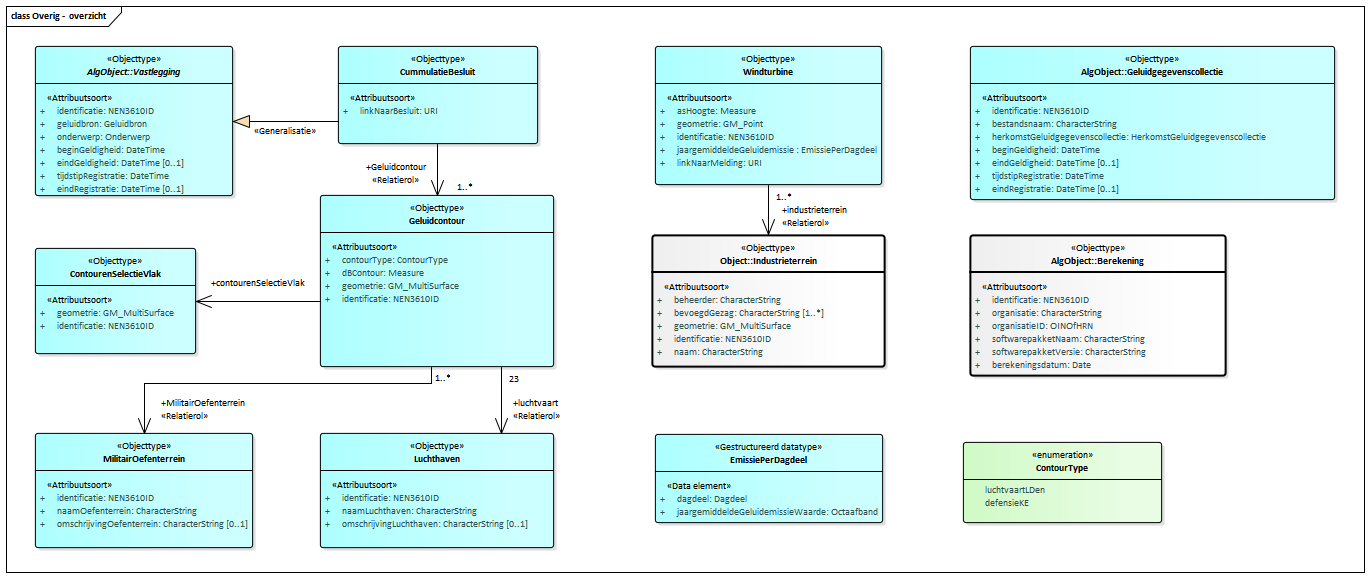 class Overig - overzicht
«Objecttype»
AlgObject::Vastlegging
«Attribuutsoort»
+ identificatie: NEN3610ID
+ geluidbron: Geluidbron
+ onderwerp: Onderwerp
+ beginGeldigheid: DateTime
+ eindGeldigheid: DateTime [0..1]
+ tijdstipRegistratie: DateTime
+ eindRegistratie: DateTime [0..1]
«Generalisatie»
«Objecttype»
CummulatieBesluit
«Attribuutsoort»
+ linkNaarBesluit: URI
+Geluidcontour
«Relatierol»
1..*
«Objecttype»
Windturbine
«Attribuutsoort»
+ asHoogte: Measure
+ geometrie: GM_Point
+ identificatie: NEN3610ID
+ jaargemiddeldeGeluidemissie : EmissiePerDagdeel
+ linkNaarMelding: URI
1..*
+industrieterrein
«Relatierol»
«Objecttype»
AlgObject::Geluidgegevenscollectie
«Attribuutsoort»
+ identificatie: NEN3610ID
+ bestandsnaam: CharacterString
+ herkomstGeluidgegevenscollectie: HerkomstGeluidgegevenscollectie
+ beginGeldigheid: DateTime
+ eindGeldigheid: DateTime [0..1]
+ tijdstipRegistratie: DateTime
+ eindRegistratie: DateTime [0..1]
«Objecttype»
ContourenSelectieVlak
«Attribuutsoort»
+ geometrie: GM_MultiSurface
+ identificatie: NEN3610ID
+contourenSelectieVlak
«Objecttype»
Geluidcontour
«Attribuutsoort»
+ contourType: ContourType
+ dBContour: Measure
+ geometrie: GM_MultiSurface
+ identificatie: NEN3610ID
«Objecttype»
Object::Industrieterrein
«Attribuutsoort»
+ beheerder: CharacterString
+ bevoegdGezag: CharacterString [1..*]
+ geometrie: GM_MultiSurface
+ identificatie: NEN3610ID
+ naam: CharacterString
«Objecttype»
AlgObject::Berekening
«Attribuutsoort»
+ identificatie: NEN3610ID
+ organisatie: CharacterString
+ organisatieID: OINOfHRN
+ softwarepakketNaam: CharacterString
+ softwarepakketVersie: CharacterString
+ berekeningsdatum: Date
1..*
+MilitairOefenterrein
«Relatierol»
23
+luchtvaart
«Relatierol»
«Objecttype»
MilitairOefenterrein
«Attribuutsoort»
+ identificatie: NEN3610ID
+ naamOefenterrein: CharacterString
+ omschrijvingOefenterrein: CharacterString [0..1]
«Objecttype»
Luchthaven
«Attribuutsoort»
+ identificatie: NEN3610ID
+ naamLuchthaven: CharacterString
+ omschrijvingLuchthaven: CharacterString [0..1]
«Gestructureerd datatype»
EmissiePerDagdeel
«Data element»
+ dagdeel: Dagdeel
+ jaargemiddeldeGeluidemissieWaarde: Octaafband
«enumeration»
ContourType
luchtvaartLDen
defensieKE